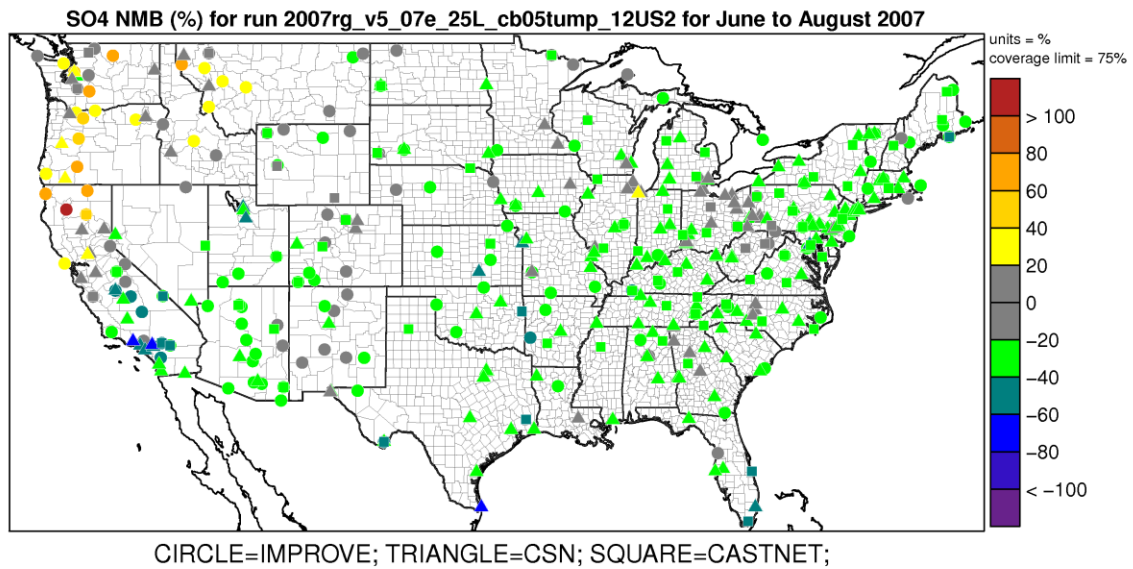 SO4 NMB (%) for run 2007rg_v5_07e_25L_cb05tump_12US2 for June to August 2007
units = %
coverage limit = 75%
> 100
80
60
40
20
0
−20
−40
−60
−80
< −100
CIRCLE=IMPROVE; TRIANGLE=CSN; SQUARE=CASTNET;